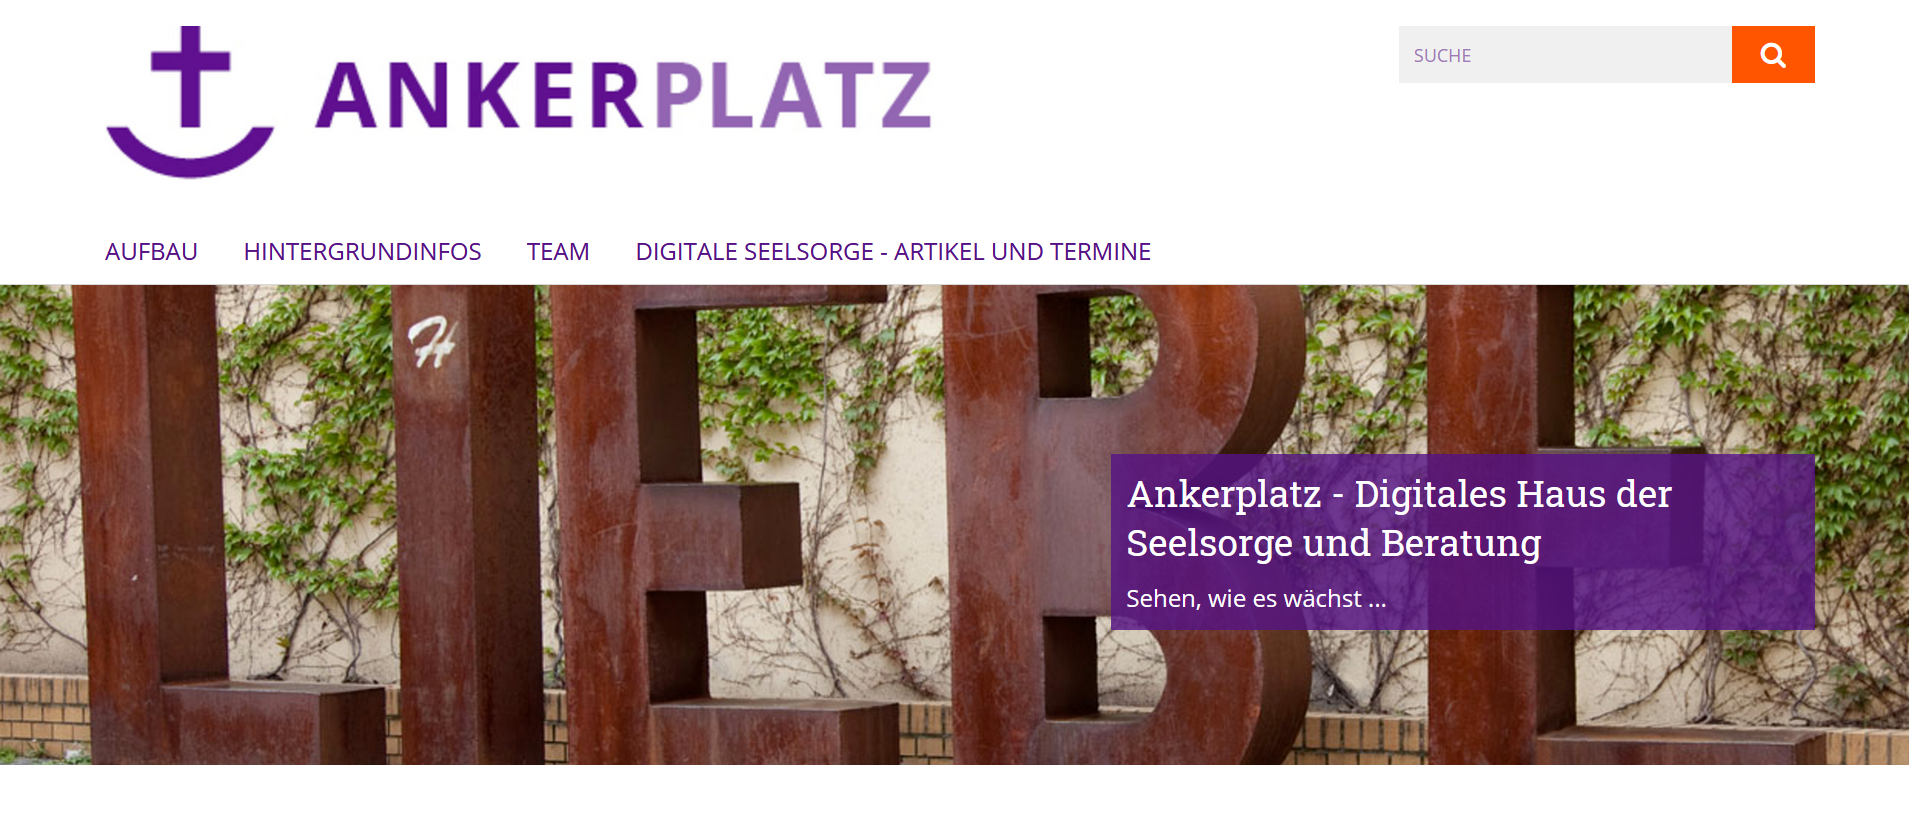 ANKERPLATZ
SUCHE
AUFBAU HINTERGRUNDINFOS TEAM DIGITALE SEELSORGE - ARTIKEL UND TERMINE
H
LIEBE
Ankerplatz - Digitales Haus der
Seelsorge und Beratung
Sehen, wie es wächst ...